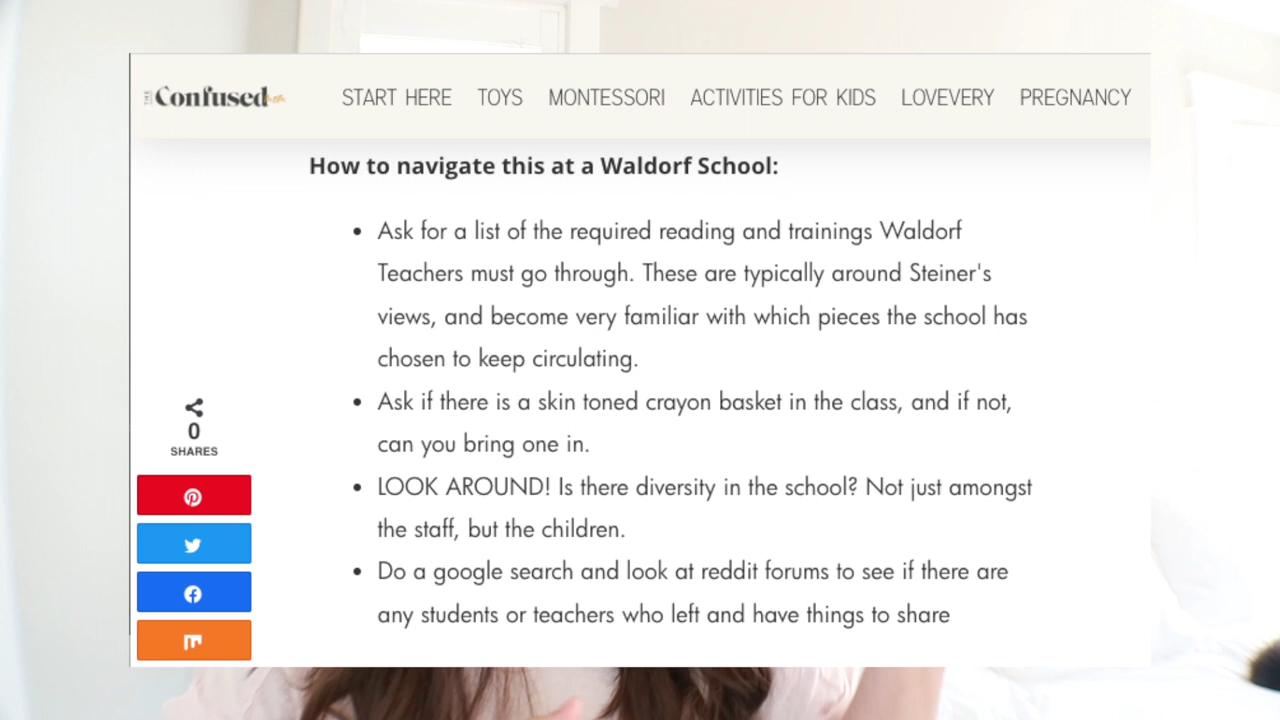 THE Confused mom
START HERE TOYS MONTESSORI ACTIVITIES FOR KIDS LOVEVERY PREGNANCY
How to navigate this at a Waldorf School:
• Ask for a list of the required reading and trainings Waldorf
Teachers must go through. These are typically around Steiner's
views, and become very familiar with which pieces the school has
chosen to keep circulating.
• Ask if there is a skin toned crayon basket in the class, and if not,
can you bring one in.
• LOOK AROUND! Is there diversity in the school? Not just amongst
the staff, but the children.
• Do a google search and look at reddit forums to see if there are
any students or teachers who left and have things to share
0
SHARES